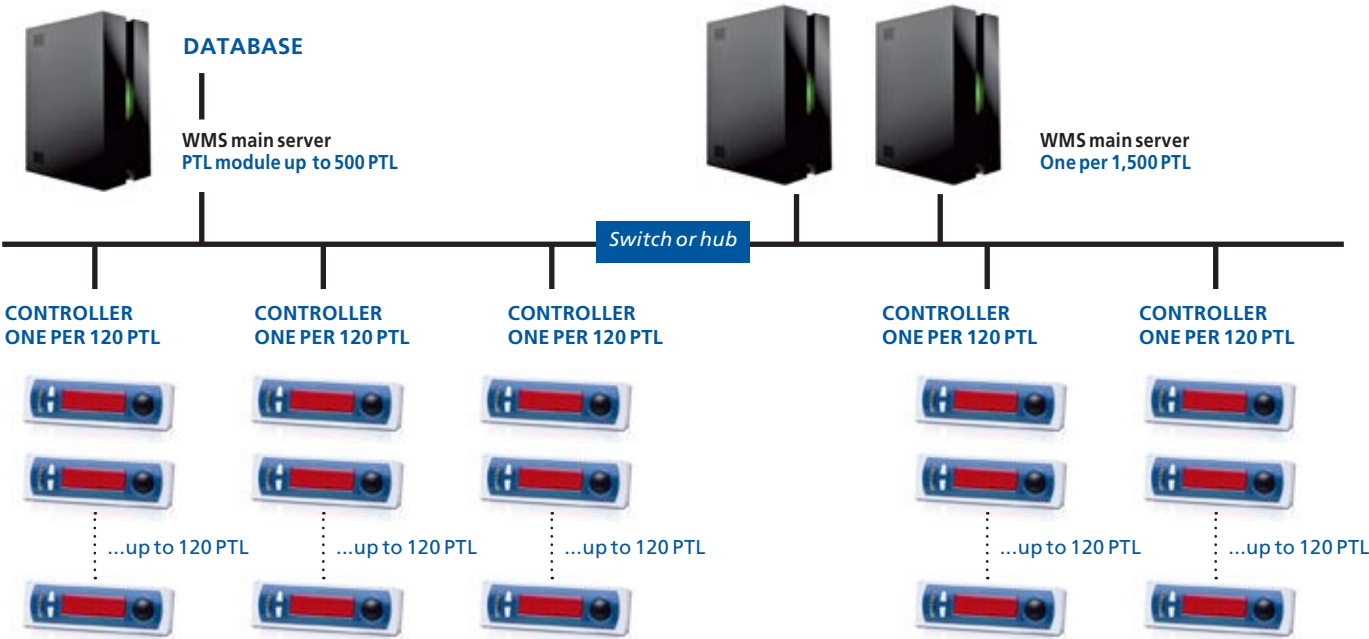 DATABASE
WMS main server
PTL module up to 500 PTL
WMS main server
One per 1,500 PTL
Switch or hub
CONTROLLER
ONE PER 120 PTL
CONTROLLER
ONE PER 120 PTL
CONTROLLER
ONE PER 120 PTL
CONTROLLER
ONE PER 120 PTL
CONTROLLER
ONE PER 120 PTL
...up to 120 PTL
...up to 120 PTL
...up to 120 PTL
...up to 120 PTL
...up to 120 PTL